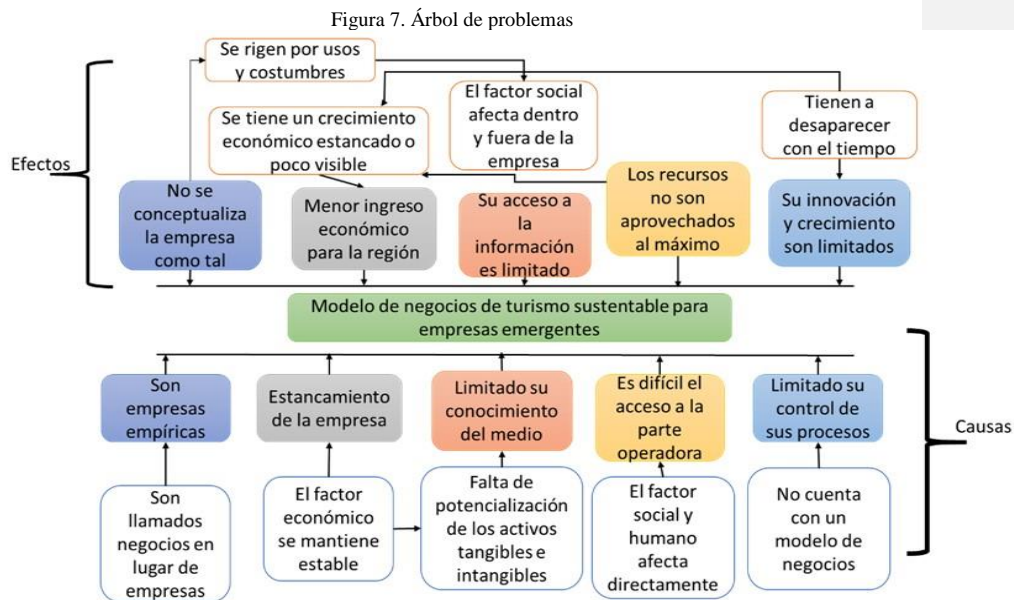 Figura 7. Árbol de problemas
Se rigen por usos
y costumbres
El factor social
afecta dentro
y fuera de la
empresa
Tienen a
desaparecer
con el tiempo
Se tiene un crecimiento
económico estancado o
poco visible
Efectos
No se
conceptualiza
la empresa
como tal
Menor ingreso
económico
para la región
Su acceso a
la
información
es limitado
Los recursos
no son
aprovechados
al máximo
Su innovación
y crecimiento
son limitados
Modelo de negocios de turismo sustentable para
empresas emergentes
Son
empresas
empíricas
Estancamiento
de la empresa
Limitado su
conocimiento
del medio
Es difícil el
acceso a la
parte
operadora
Limitado su
control de
sus procesos
Causas
Son
llamados
negocios en
lugar de
empresas
El factor
económico
se mantiene
estable
Falta de
potencialización
de los activos
tangibles e
intangibles
El factor
social y
humano
afecta
directamente
No cuenta
con un
modelo de
negocios